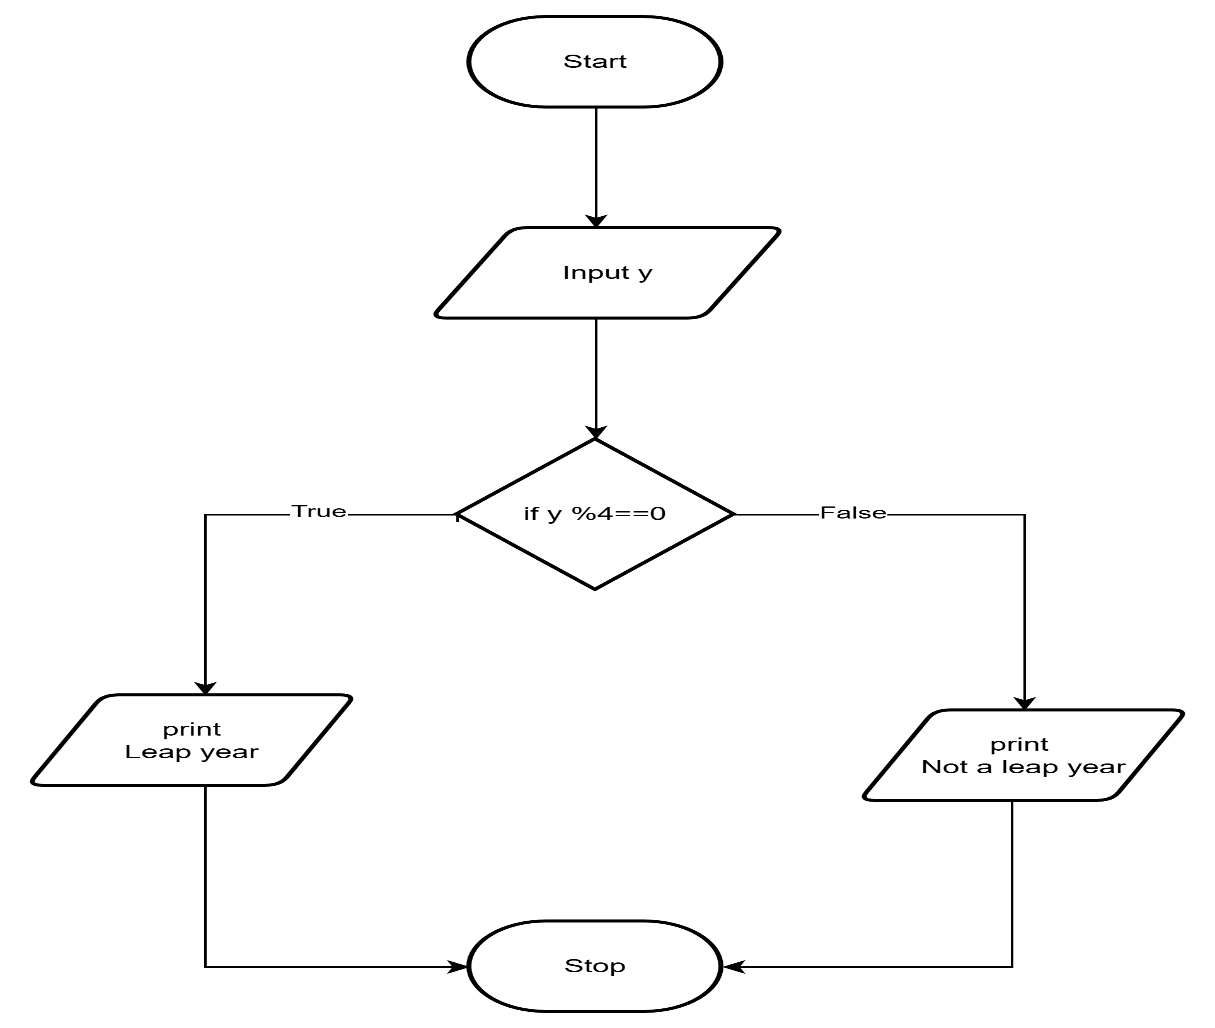 Start
Input y
if y %4==0
True
False
print
Leap year
print
Not a leap year
Stop